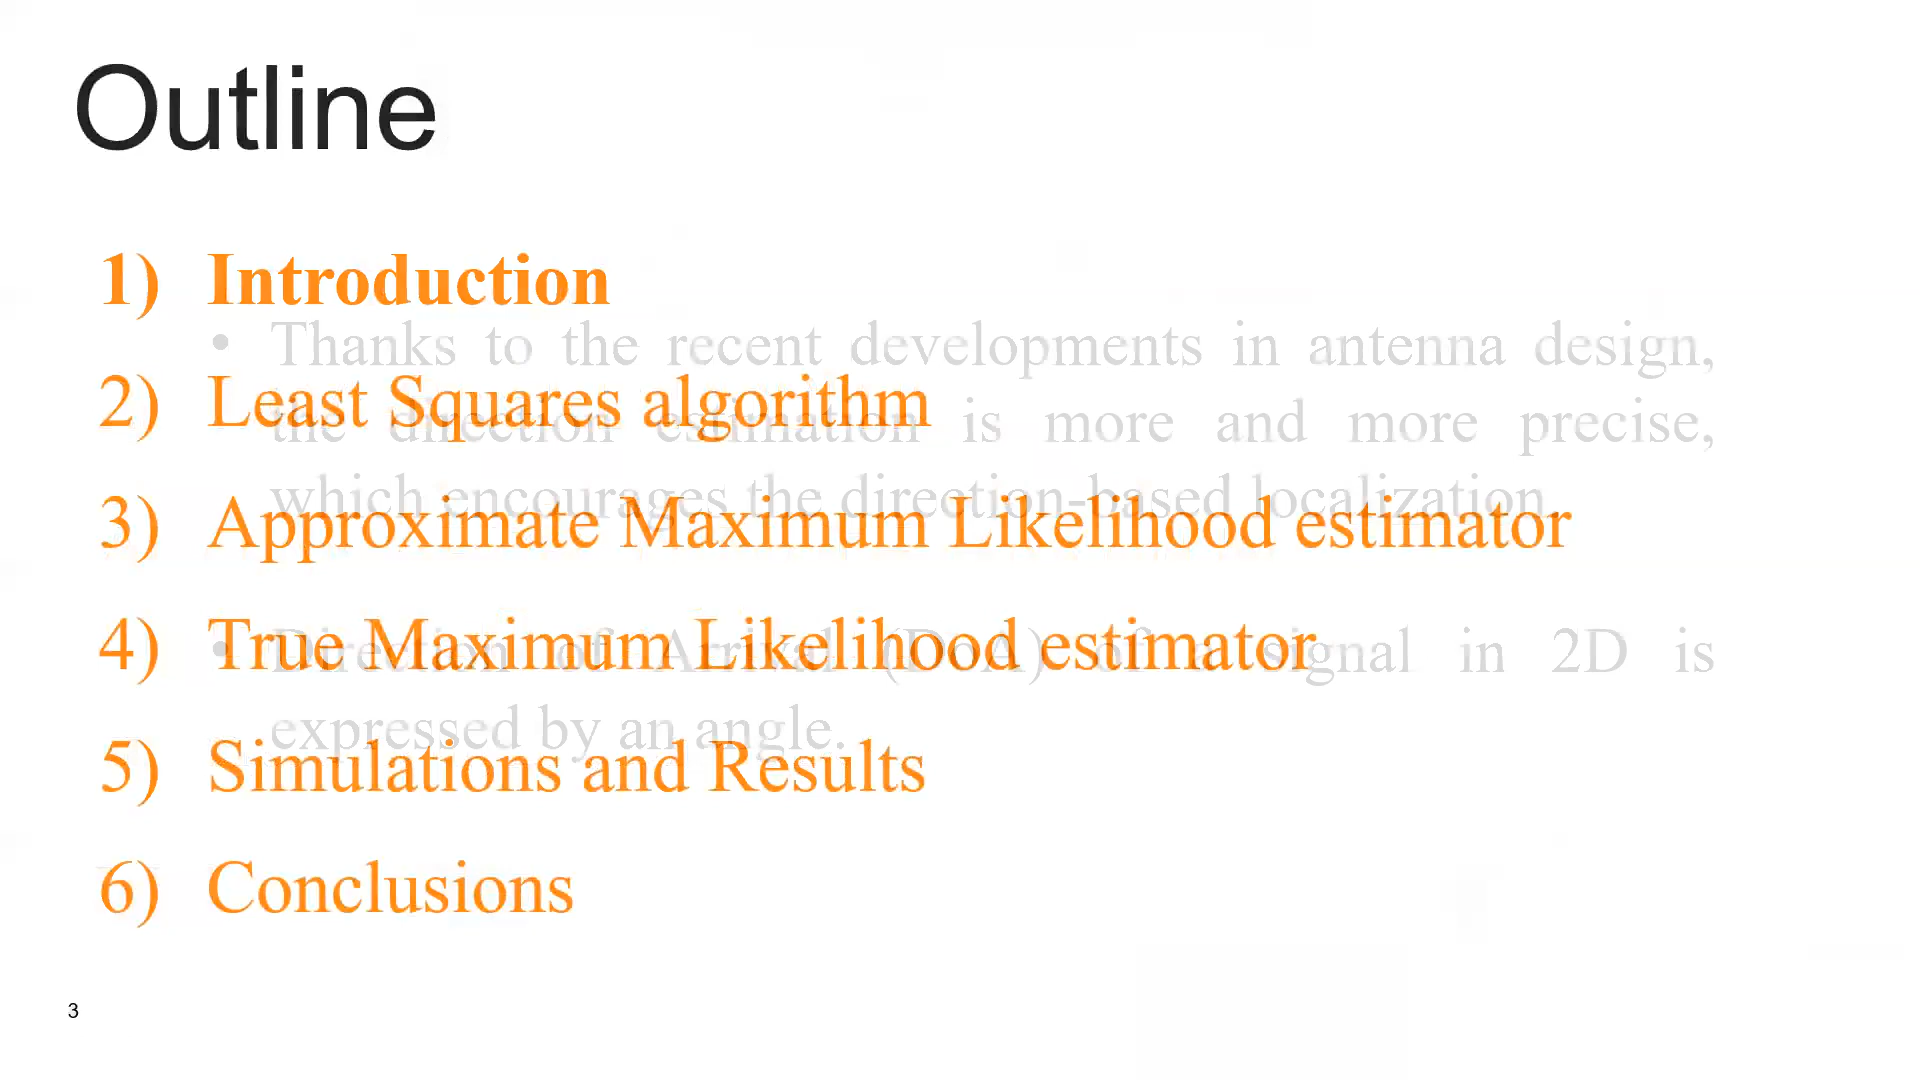 Outline
1) Introduction
• Thanks to the recent developments in antenna design,
2) Least Squares algorithm
the direction estimation is more and more precise,
which encourages the direction-based localization.
3) Approximate Maximum Likelihood estimator
4) True Maximum Likelihood estimator
• Direction of Arrival (DoA) of a signal in 2D is
expressed by an angle.
5) Simulations and Results
6) Conclusions
3